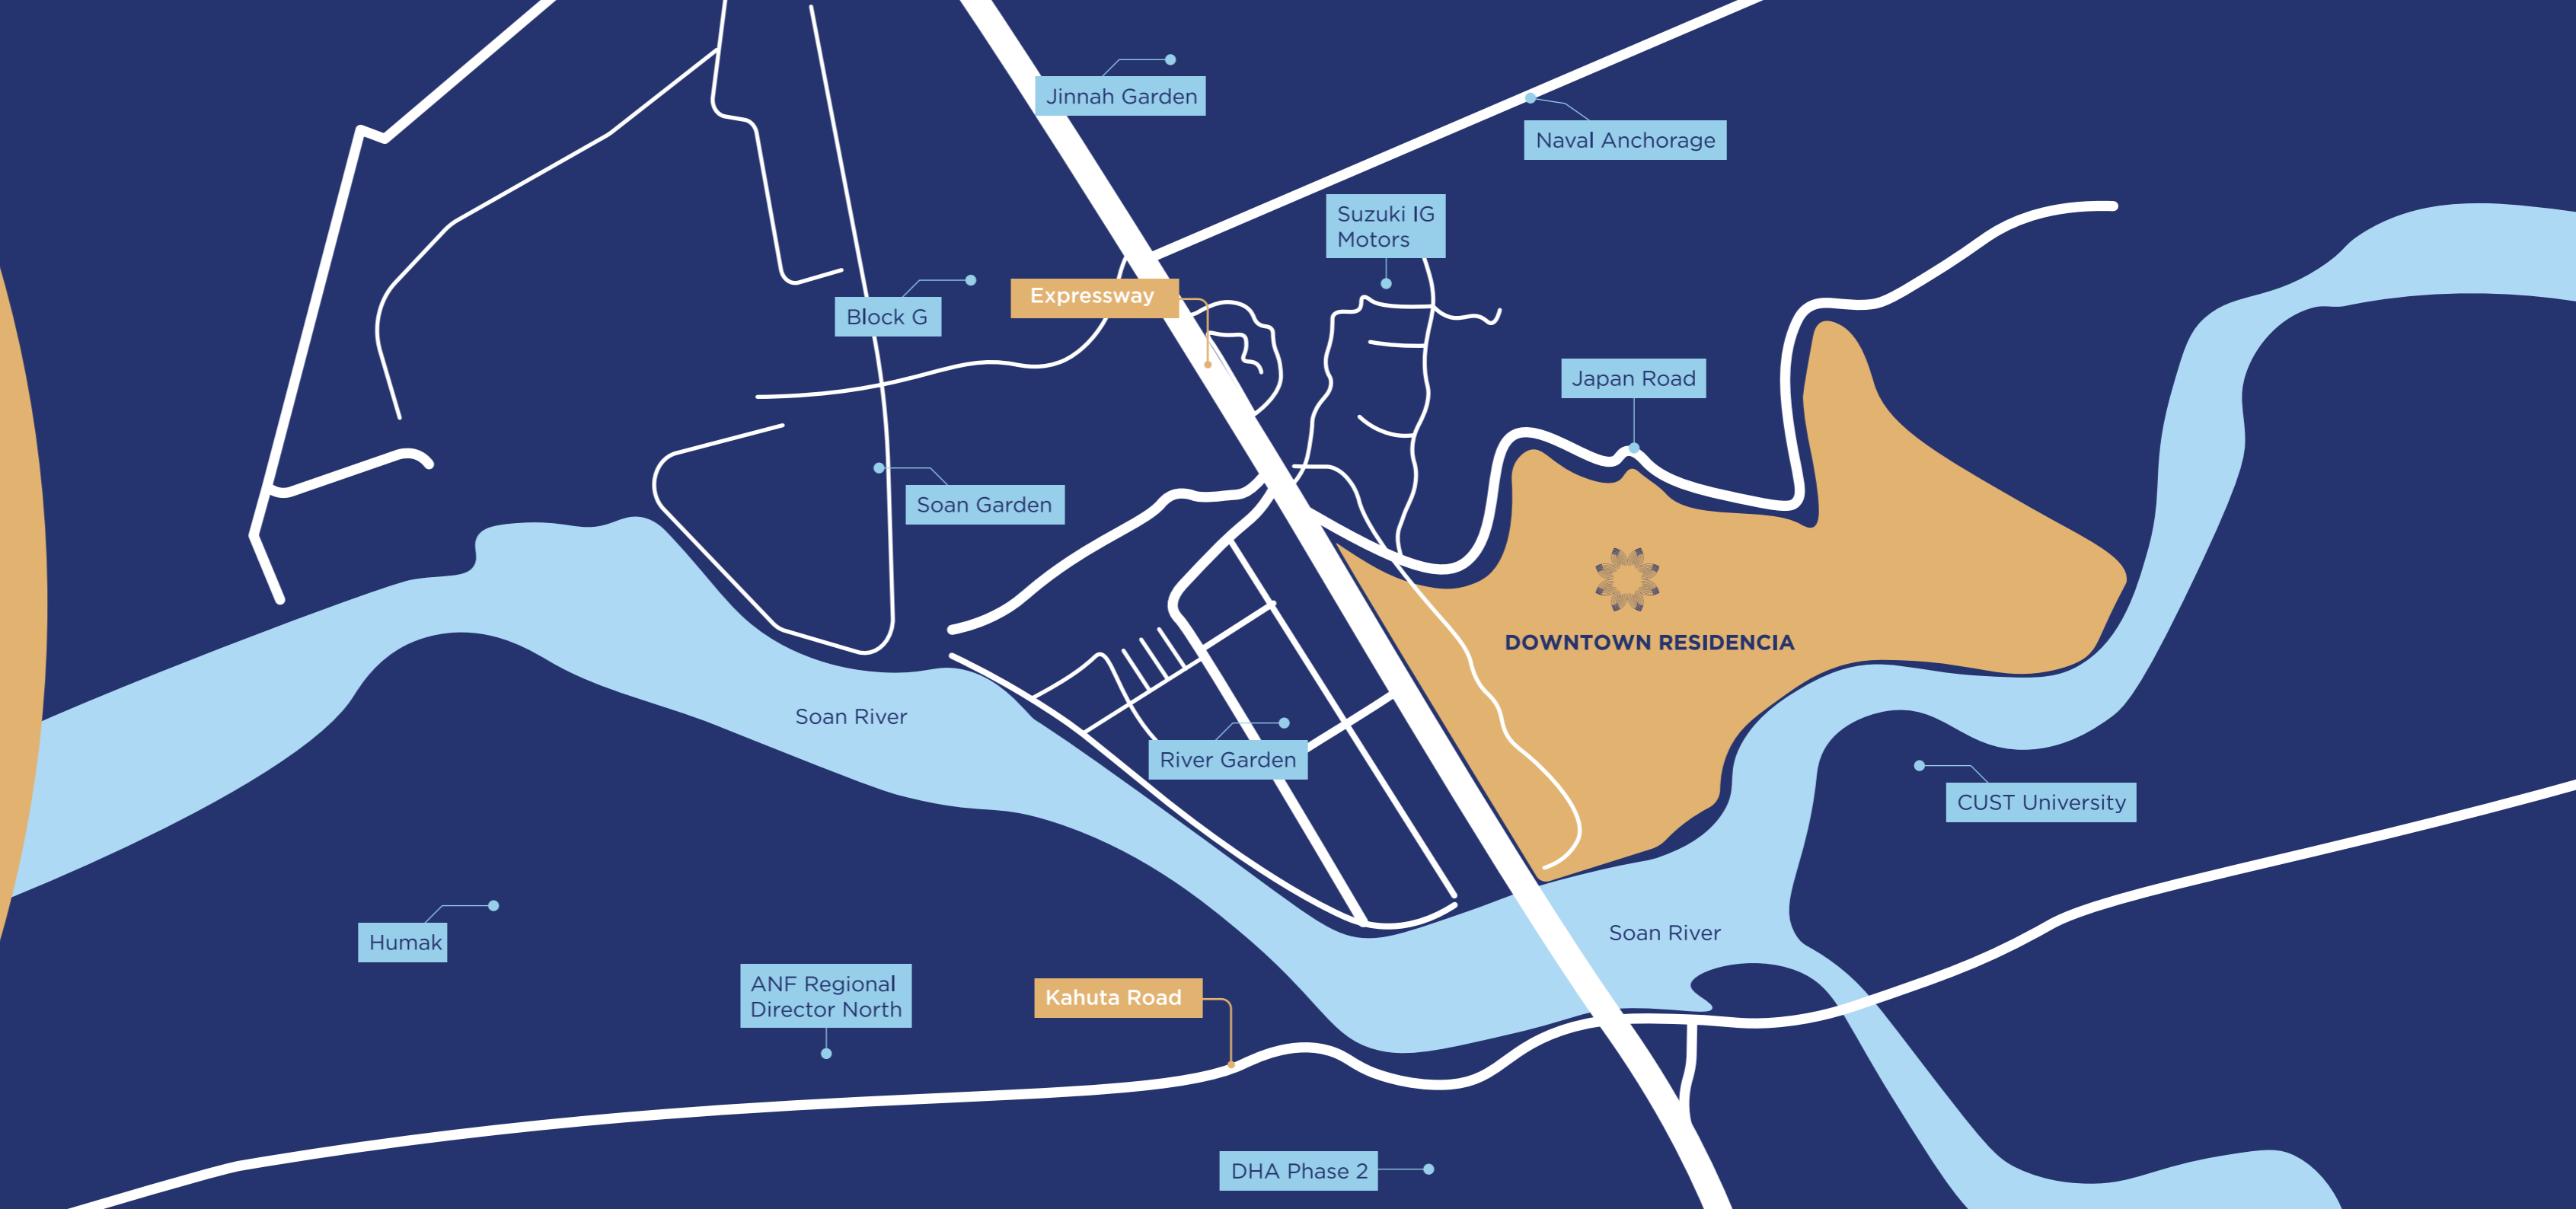 Jinnah Garden
Naval Anchorage
Suzuki IG
Motors
Expressway
Block G
Japan Road
Soan Garden
DOWNTOWN RESIDENCIA
Soan River
River Garden
CUST University
Soan River
Humak
ANF Regional
Director North
Kahuta Road
DHA Phase 2